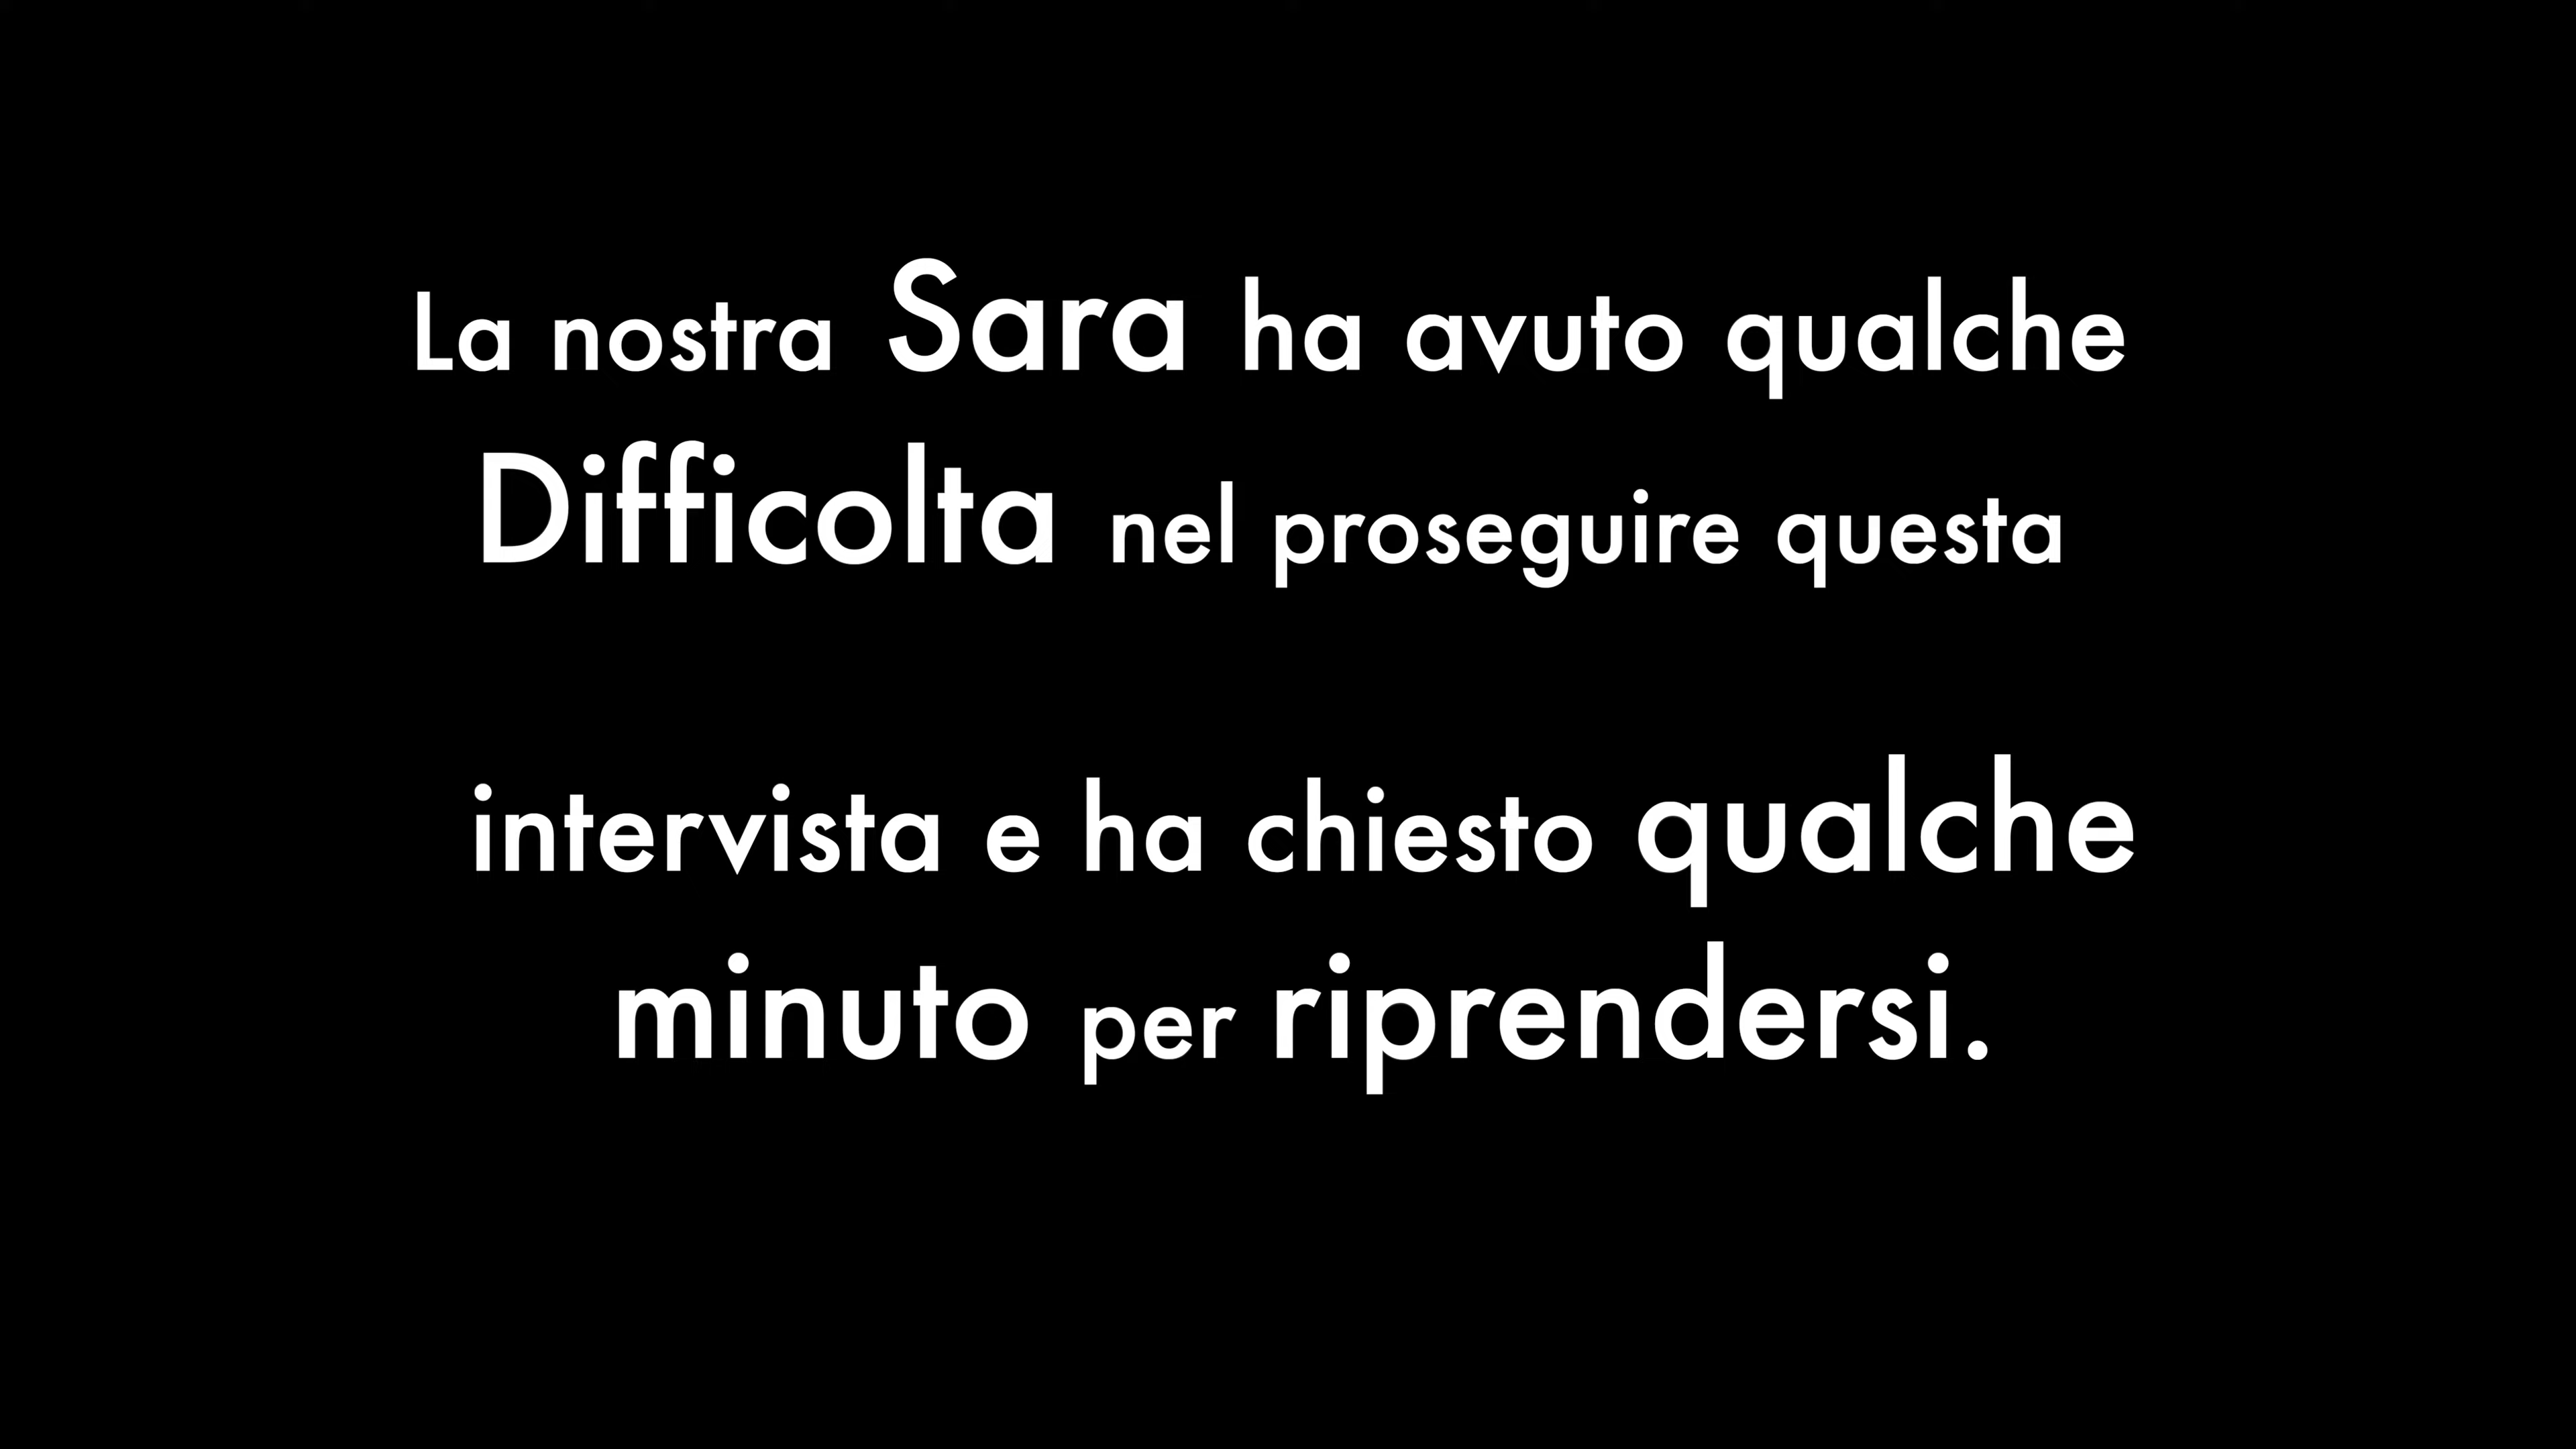 La nostra Sara ha avuto qualche
Difficolta nel proseguire questa
intervista e ha chiesto qualche
minuto per riprendersi.